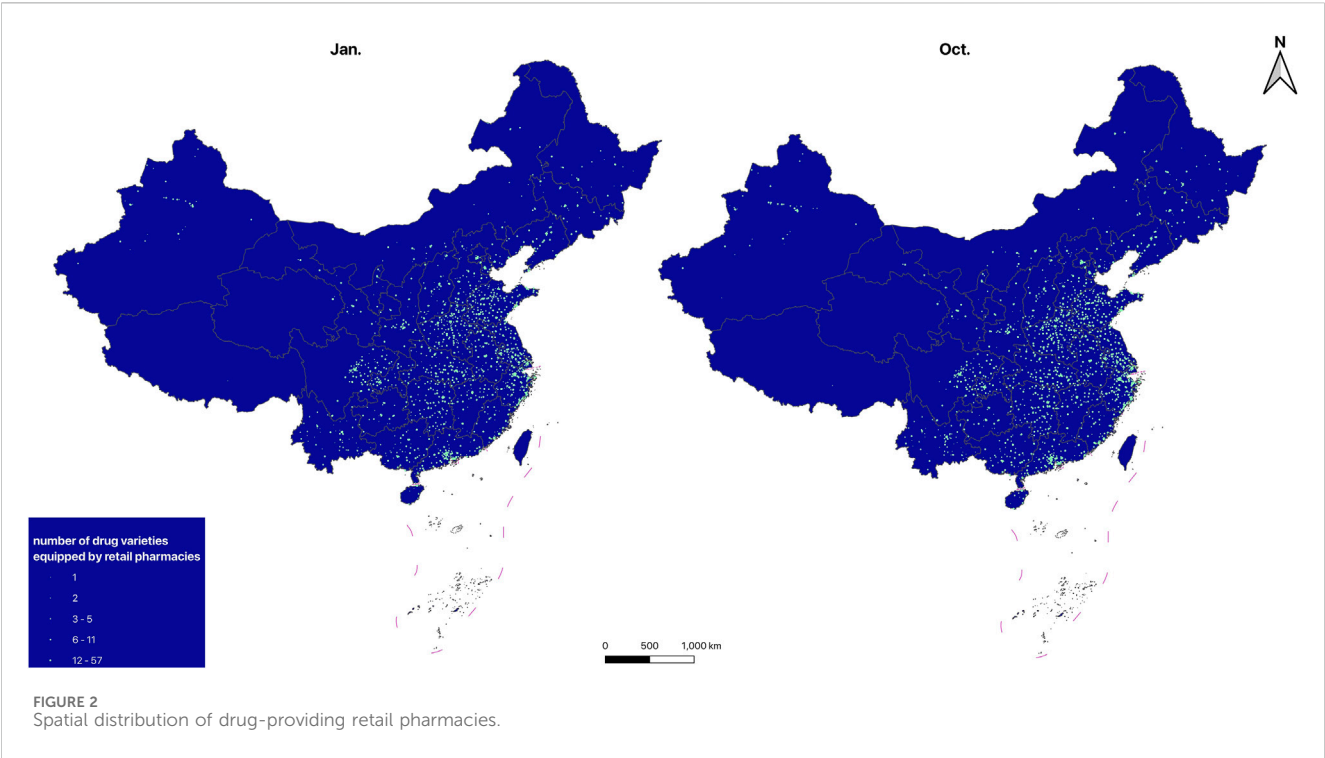 Jan.
Oct.
N
number of drug varieties
equipped by retail pharmacies
1
2
3 - 5
6 - 11
12 - 57
0 500 1,000 km
FIGURE 2
Spatial distribution of drug-providing retail pharmacies.